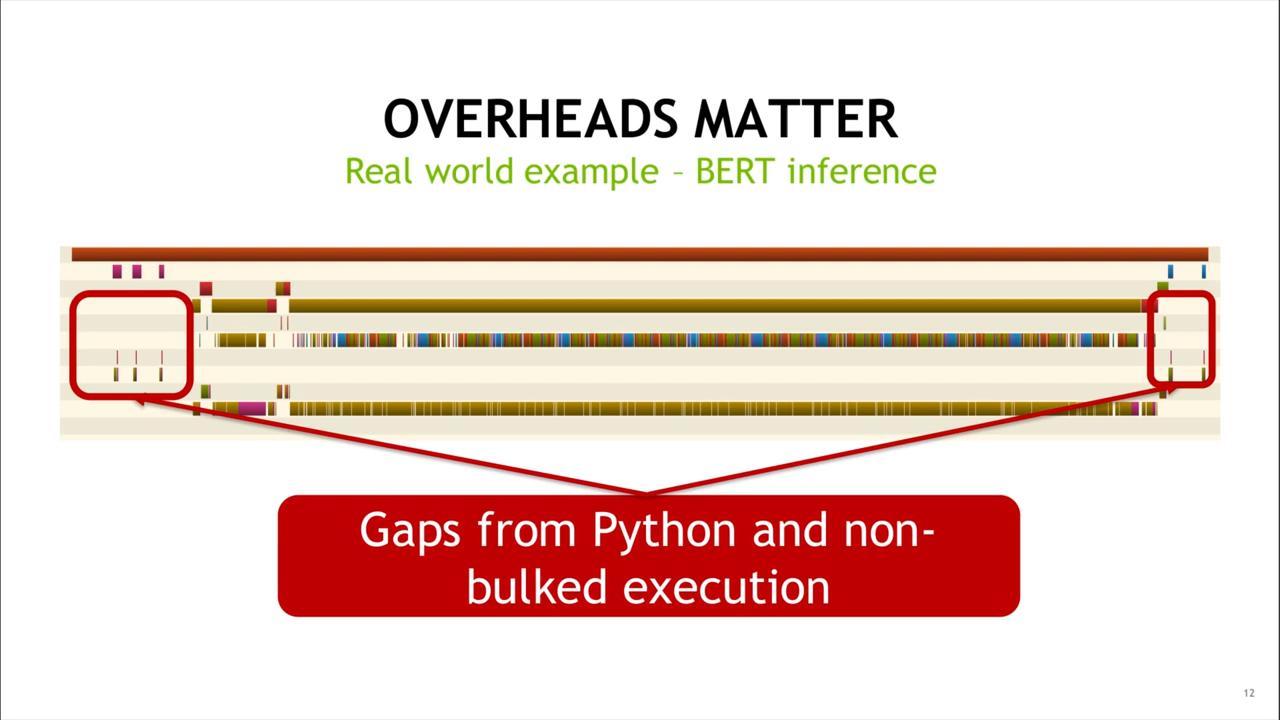 OVERHEADS MATTER
Real world example – BERT inference
Gaps from Python and non-
bulked execution
12